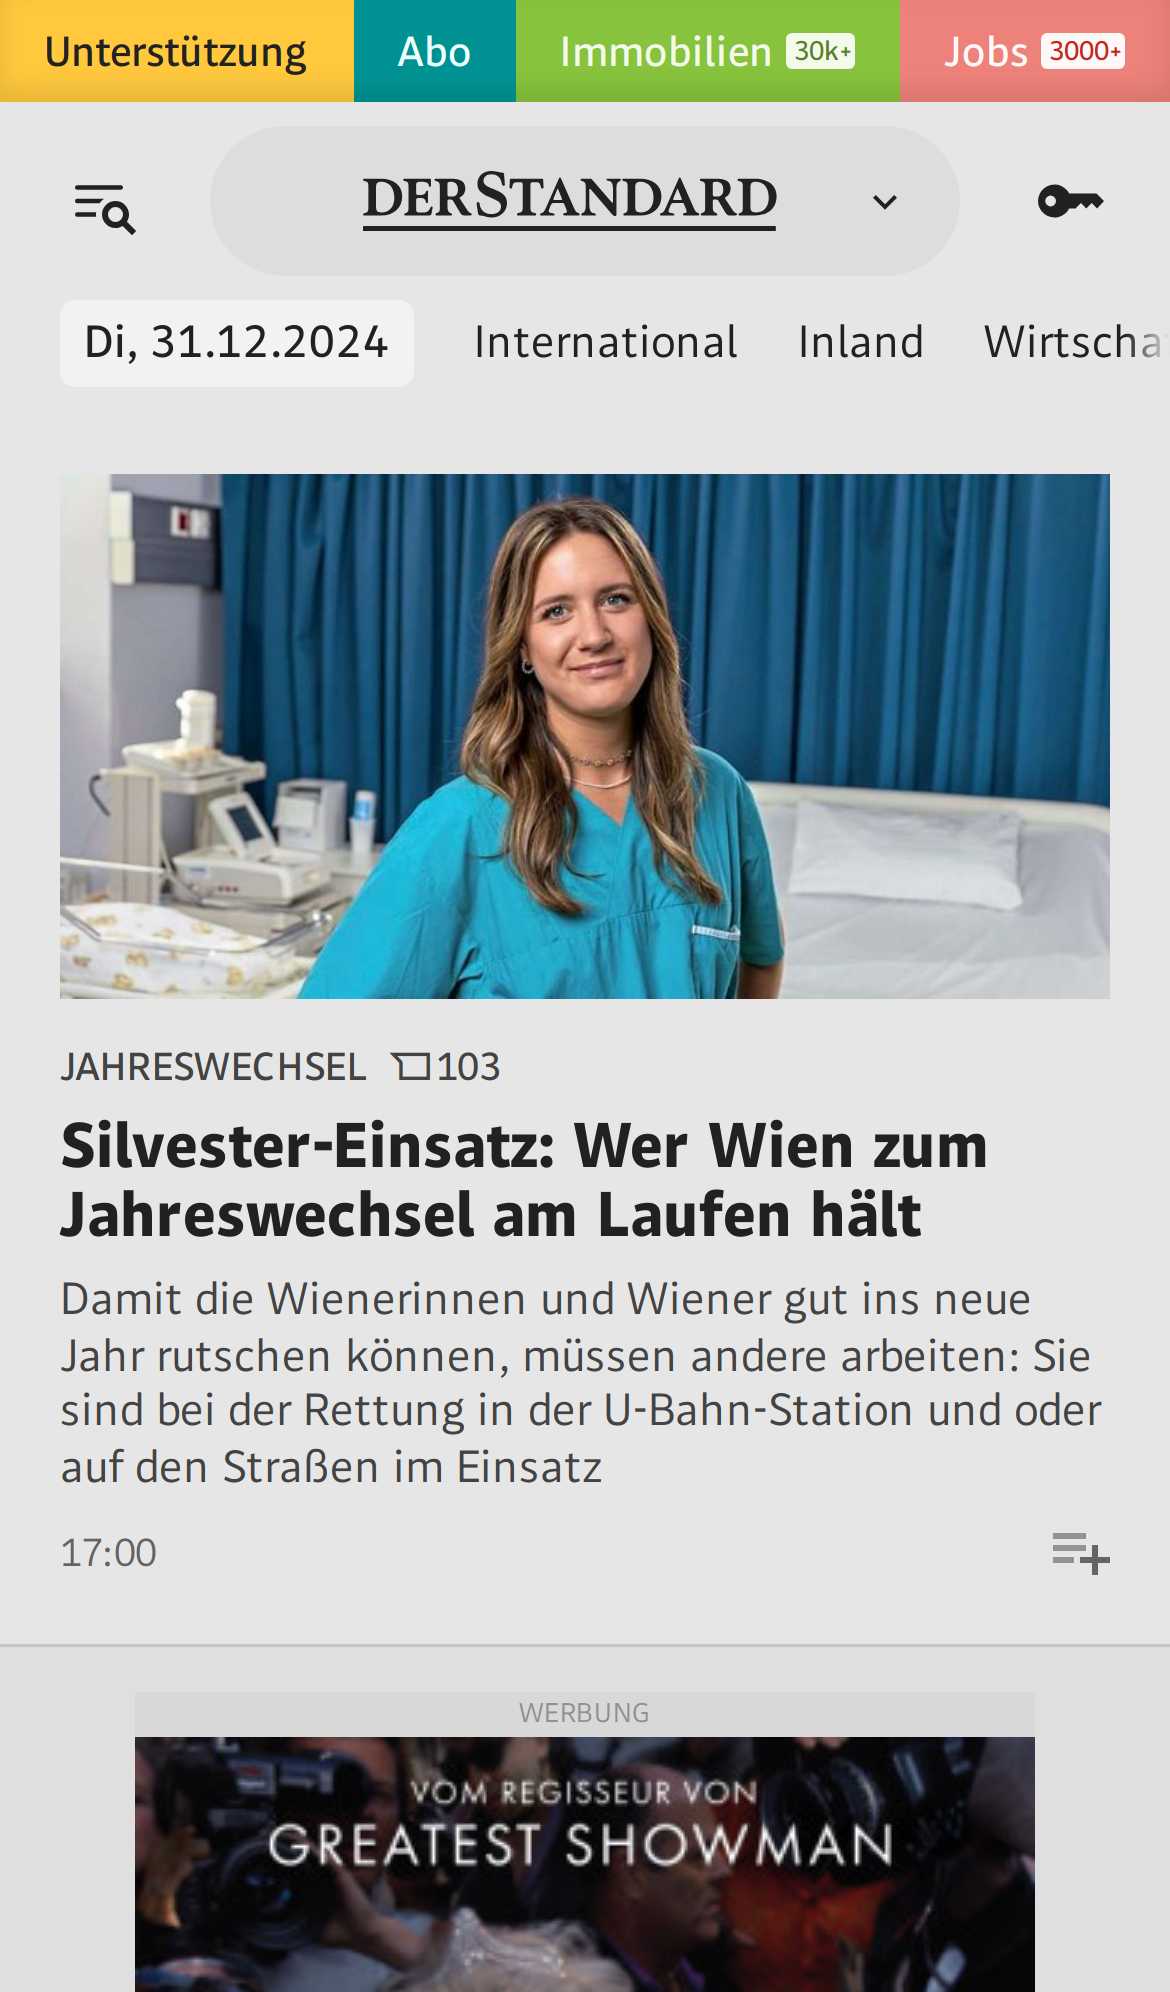 Unterstützung
Abo
Immobilien 30k+
Jobs 3000+
DERSTANDARD
Di, 31.12.2024
International
Inland
Wirtscha
JAHRESWECHSEL 103
Silvester-Einsatz: Wer Wien zum
Jahreswechsel am Laufen hält
Damit die Wienerinnen und Wiener gut ins neue
Jahr rutschen können, müssen andere arbeiten: Sie
sind bei der Rettung in der U-Bahn-Station und oder
auf den Straßen im Einsatz
17:00
WERBUNG
VOM REGISSEUR VON
GREATEST SHOWMAN